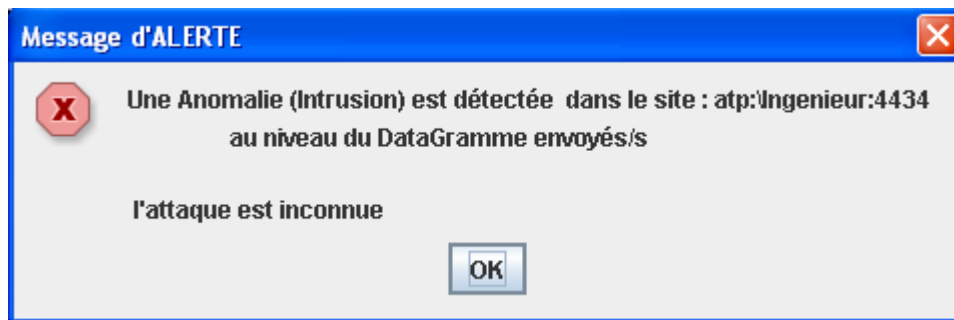 Message d'ALERTE
Une Anomalie (Intrusion) est détectée dans le site : atp:\Ingenieur:4434
au niveau du DataGramme envoyés/s
l'attaque est inconnue
OK